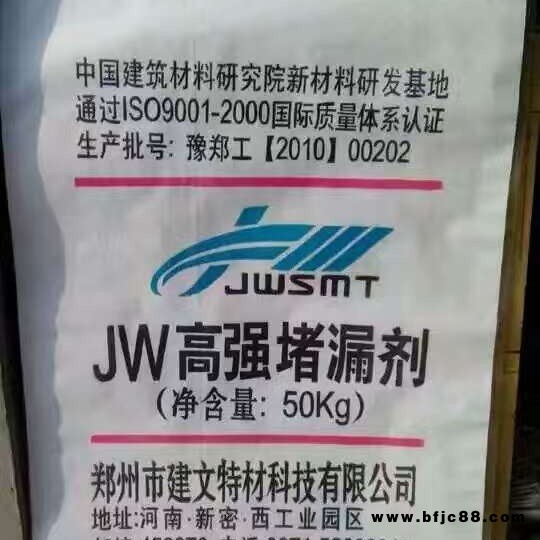 中国建筑材料研究院新材料研发基地
通过ISO9001-2000国际质量体系认证
生产批号: 豫郑工【2010】00202
JWSMT
JW高强堵漏剂
(净含量: 50Kg)
郑州市建文特材科技有限公司
地址:河南·新密·西工业园区
www.bfjc88.com